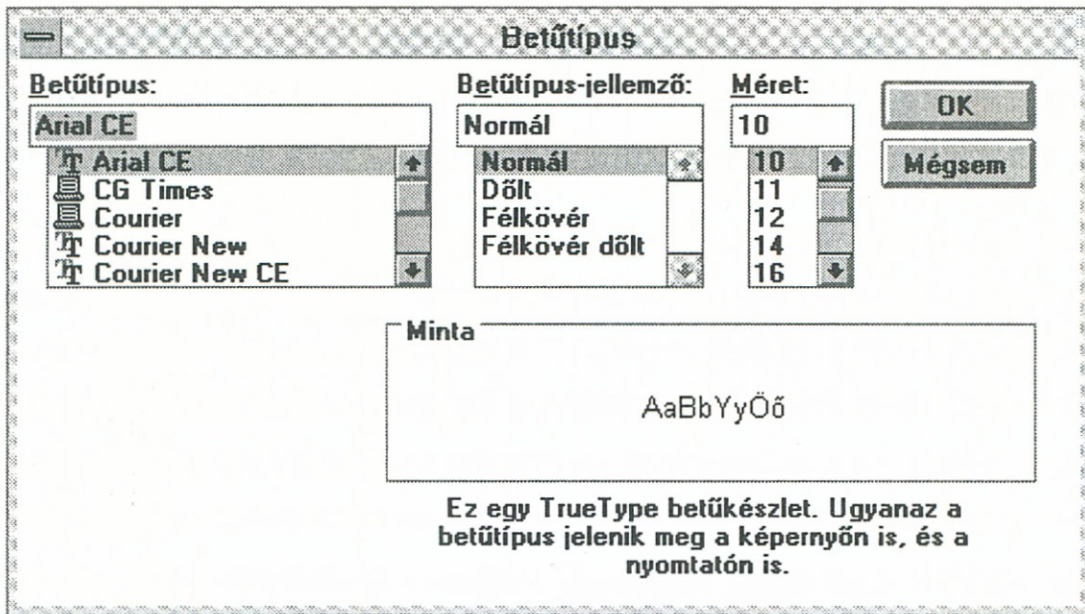 Betűtípus
Betűtípus:
Arial CE
Arial CE
CG Times
Courier
Courier New
Courier New CE
Betűtípus-jellemző:
Normál
Normál
Dőlt
Félkövér
Félkövér dőlt
Méret:
10
10
11
12
14
16
OK
Mégsem
Minta
AaBbYyÖő
Ez egy TrueType betűkészlet. Ugyanaz a
betűtípus jelenik meg a képernyőn is, és a
nyomtatón is.